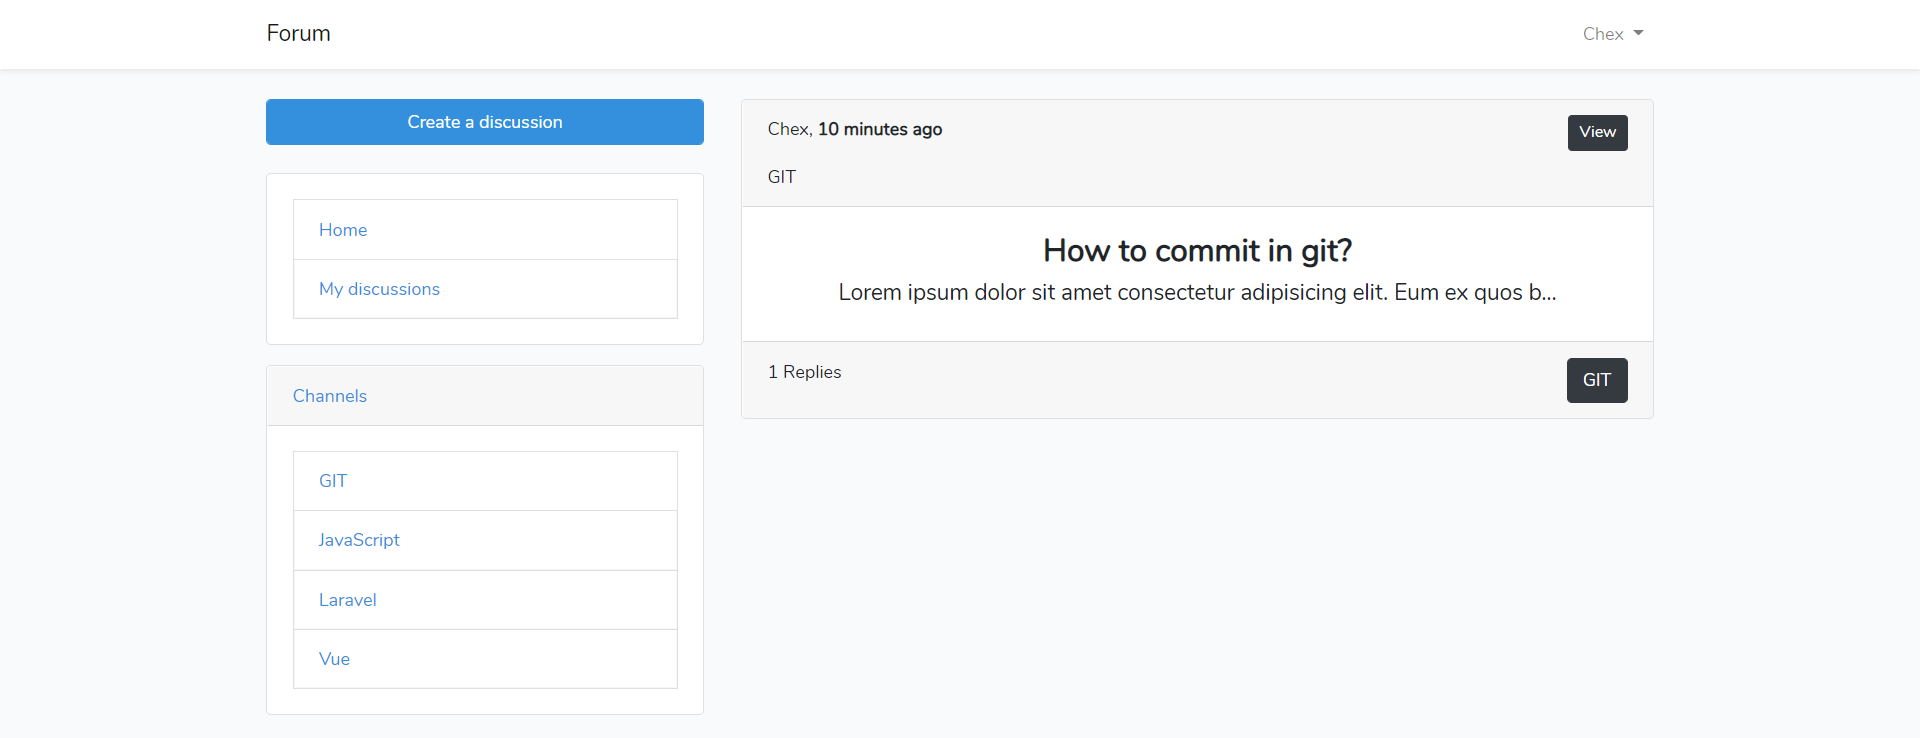 Forum
Chex
Create a discussion
Home
My discussions
Channels
GIT
JavaScript
Laravel
Vue
Chex, 10 minutes ago
View
GIT
How to commit in git?
Lorem ipsum dolor sit amet consectetur adipisicing elit. Eum ex quos b...
1 Replies
GIT